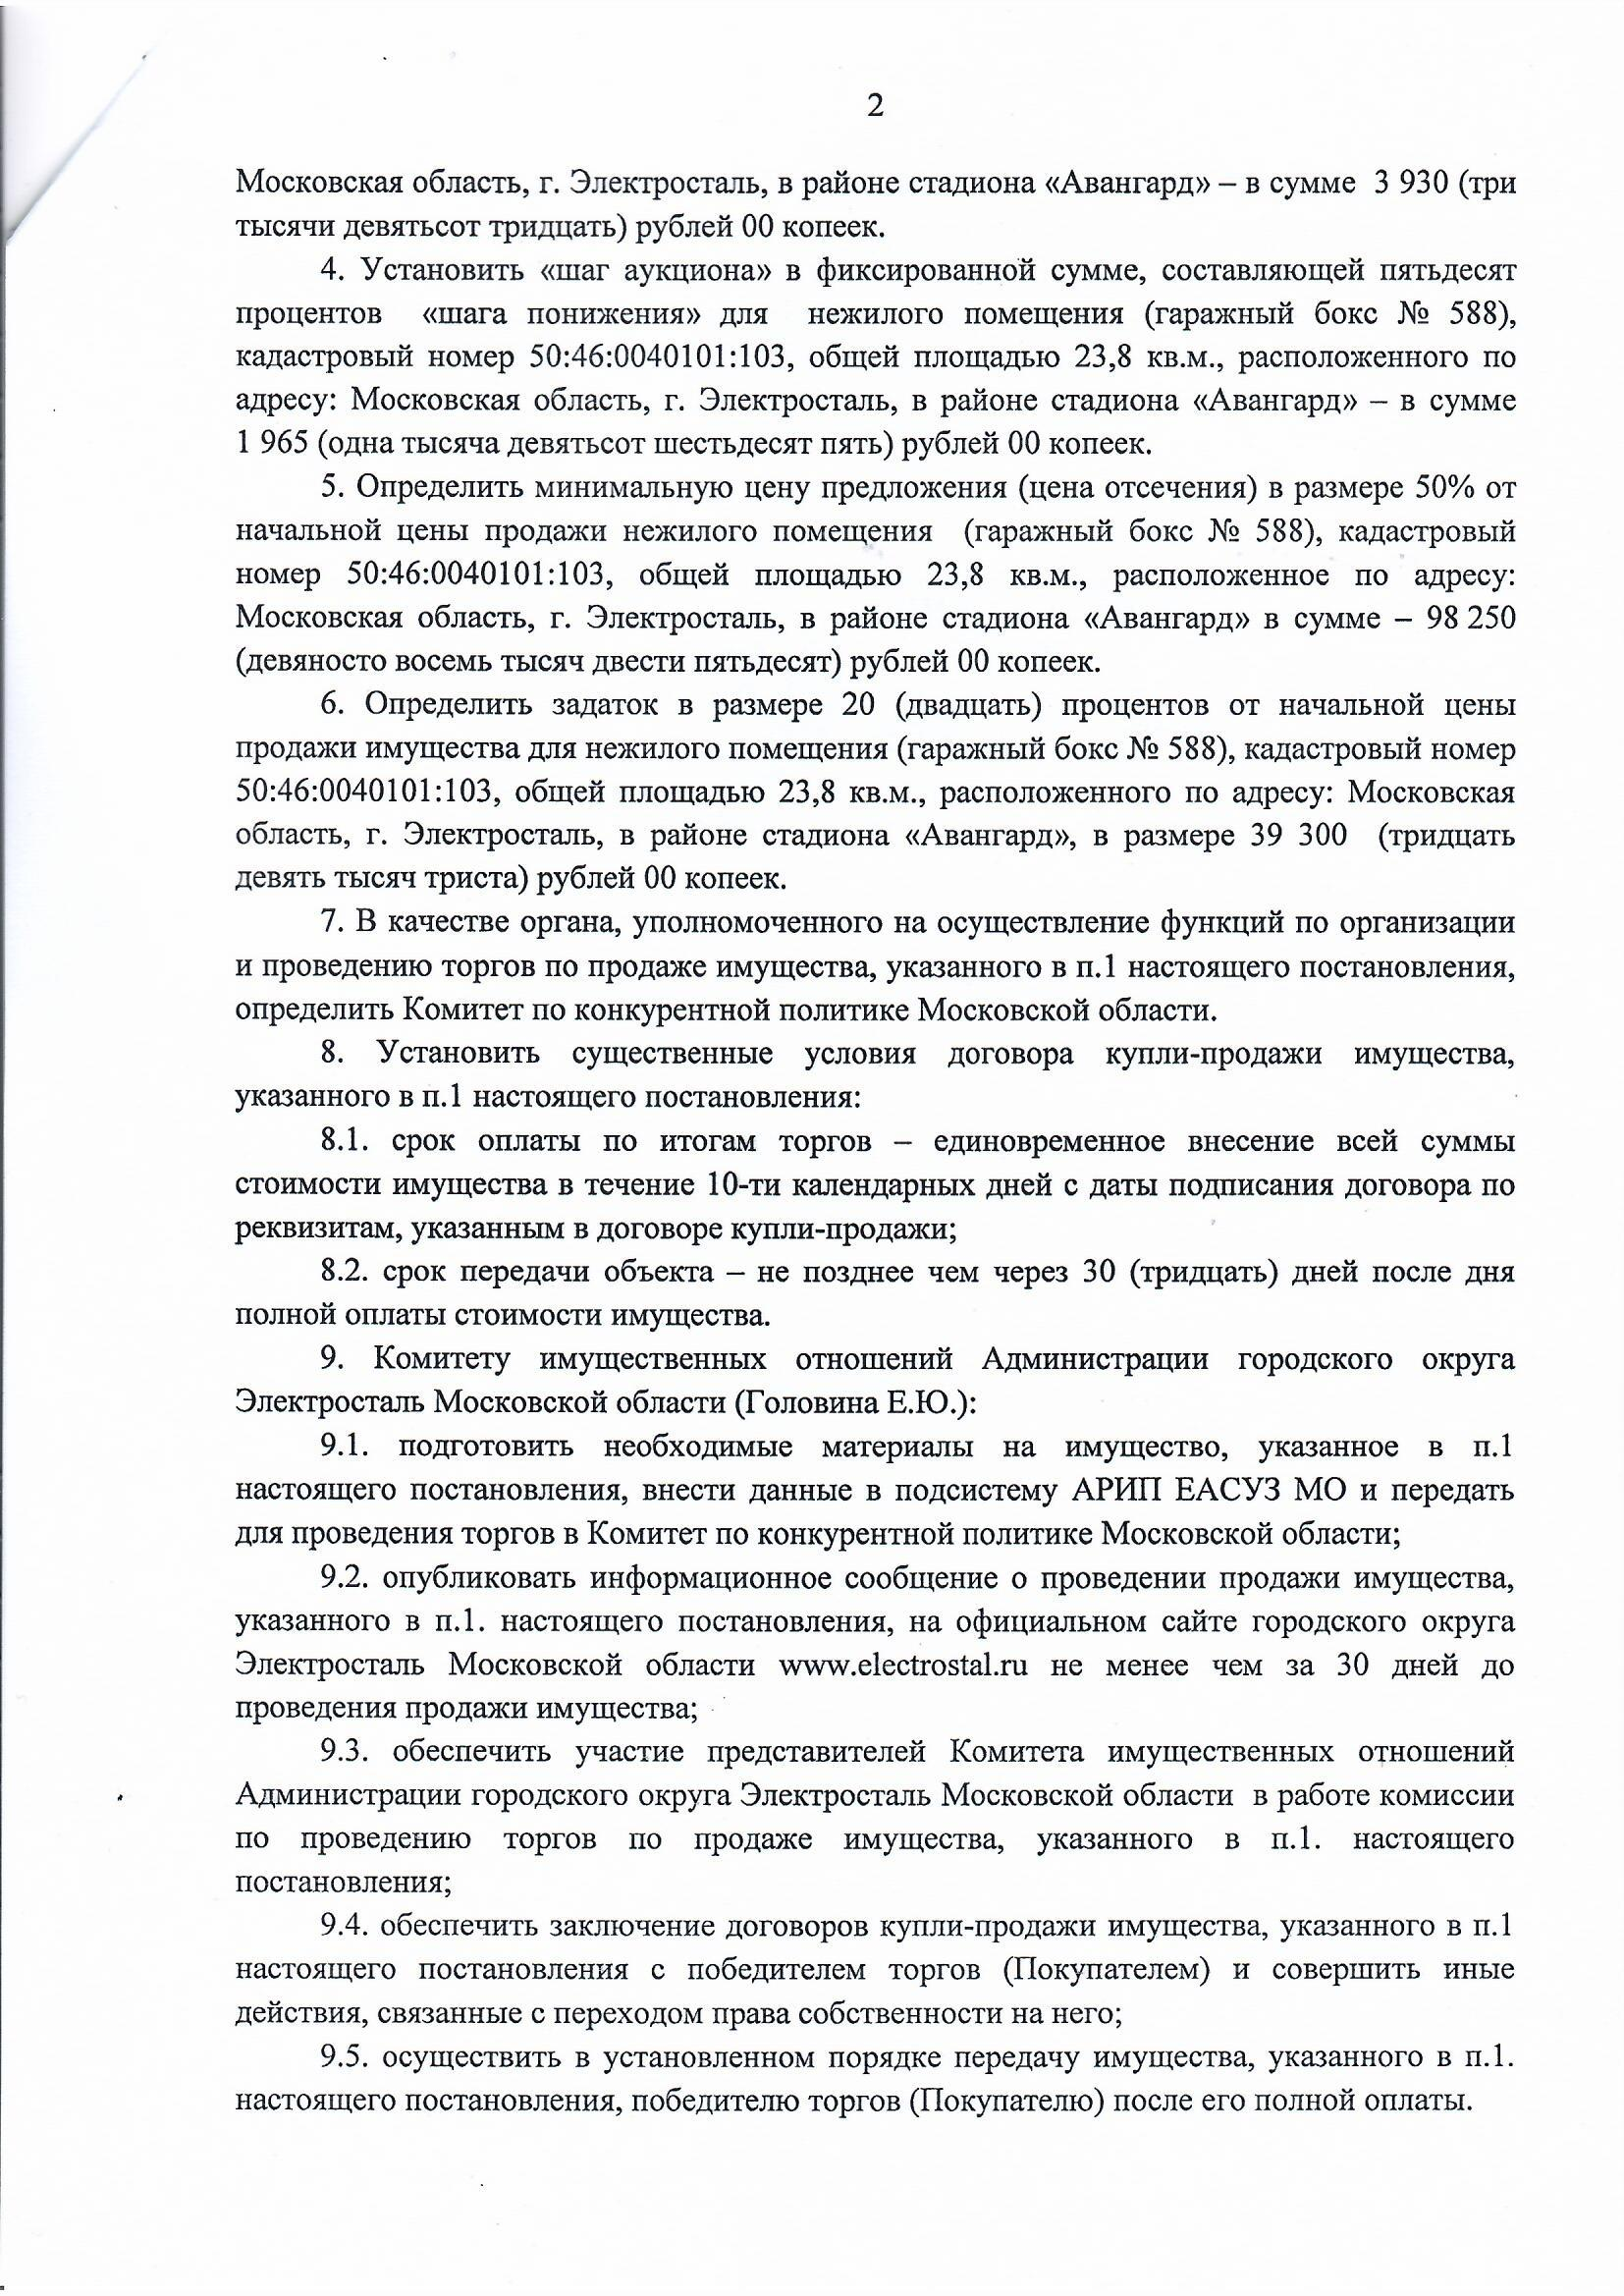 2
Московская область, г. Электросталь, в районе стадиона «Авангард» – в сумме 3 930 (три
тысячи девятьсот тридцать) рублей 00 копеек.
4. Установить «шаг аукциона» в фиксированной сумме, составляющей пятьдесят
процентов «шага понижения» для нежилого помещения (гаражный бокс № 588),
кадастровый номер 50:46:0040101:103, общей площадью 23,8 кв.м., расположенного по
адресу: Московская область, г. Электросталь, в районе стадиона «Авангард» – в сумме
1 965 (одна тысяча девятьсот шестьдесят пять) рублей 00 копеек.
5. Определить минимальную цену предложения (цена отсечения) в размере 50% от
начальной цены продажи нежилого помещения (гаражный бокс № 588), кадастровый
номер 50:46:0040101:103, общей площадью 23,8 кв.м., расположенное по адресу:
Московская область, г. Электросталь, в районе стадиона «Авангард» в сумме – 98 250
(девяносто восемь тысяч двести пятьдесят) рублей 00 копеек.
6. Определить задаток в размере 20 (двадцать) процентов от начальной цены
продажи имущества для нежилого помещения (гаражный бокс № 588), кадастровый номер
50:46:0040101:103, общей площадью 23,8 кв.м., расположенного по адресу: Московская
область, г. Электросталь, в районе стадиона «Авангард», в размере 39 300 (тридцать
девять тысяч триста) рублей 00 копеек.
7. В качестве органа, уполномоченного на осуществление функций по организации
и проведению торгов по продаже имущества, указанного в п.1 настоящего постановления,
определить Комитет по конкурентной политике Московской области.
8. Установить существенные условия договора купли-продажи имущества,
указанного в п.1 настоящего постановления:
8.1. срок оплаты по итогам торгов – единовременное внесение всей суммы
стоимости имущества в течение 10-ти календарных дней с даты подписания договора по
реквизитам, указанным в договоре купли-продажи;
8.2. срок передачи объекта – не позднее чем через 30 (тридцать) дней после дня
полной оплаты стоимости имущества.
9. Комитету имущественных отношений Администрации городского округа
Электросталь Московской области (Головина Е.Ю.):
9.1. подготовить необходимые материалы на имущество, указанное в п.1
настоящего постановления, внести данные в подсистему АРИП ЕАСУЗ МО и передать
для проведения торгов в Комитет по конкурентной политике Московской области;
9.2. опубликовать информационное сообщение о проведении продажи имущества,
указанного в п.1. настоящего постановления, на официальном сайте городского округа
Электросталь Московской области www.electrostal.ru не менее чем за 30 дней до
проведения продажи имущества;
9.3. обеспечить участие представителей Комитета имущественных отношений
Администрации городского округа Электросталь Московской области в работе комиссии
по проведению торгов по продаже имущества, указанного в п.1. настоящего
постановления;
9.4. обеспечить заключение договоров купли-продажи имущества, указанного в п.1
настоящего постановления с победителем торгов (Покупателем) и совершить иные
действия, связанные с переходом права собственности на него;
9.5. осуществить в установленном порядке передачу имущества, указанного в п.1.
настоящего постановления, победителю торгов (Покупателю) после его полной оплаты.